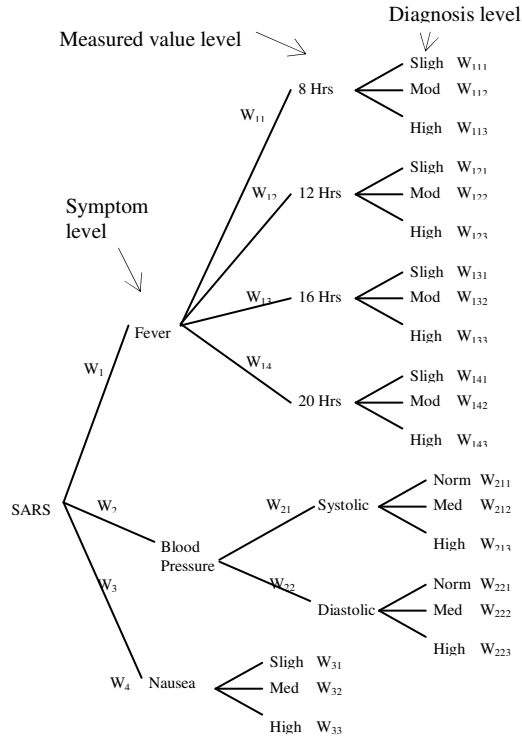 Diagnosis level
Measured value level
Sligh W₁₁₁
8 Hrs Mod W₁₁₂
W₁₁
High W₁₁₃
Sligh W₁₂₁
W₁₂ 12 Hrs Mod W₁₂₂
Symptom
level
High W₁₂₃
Sligh W₁₃₁
W₁₃ 16 Hrs Mod W₁₃₂
Fever
High W₁₃₃
W₁₄
W₁
Sligh W₁₄₁
20 Hrs Mod W₁₄₂
High W₁₄₃
Norm W₂₁₁
SARS W₂ W₂₁ Systolic Med W₂₁₂
High W₂₁₃
Blood
Pressure
W₃ W₂₂ Norm W₂₂₁
Diastolic Med W₂₂₂
High W₂₂₃
Sligh W₃₁
W₄ Nausea Med W₃₂
High W₃₃